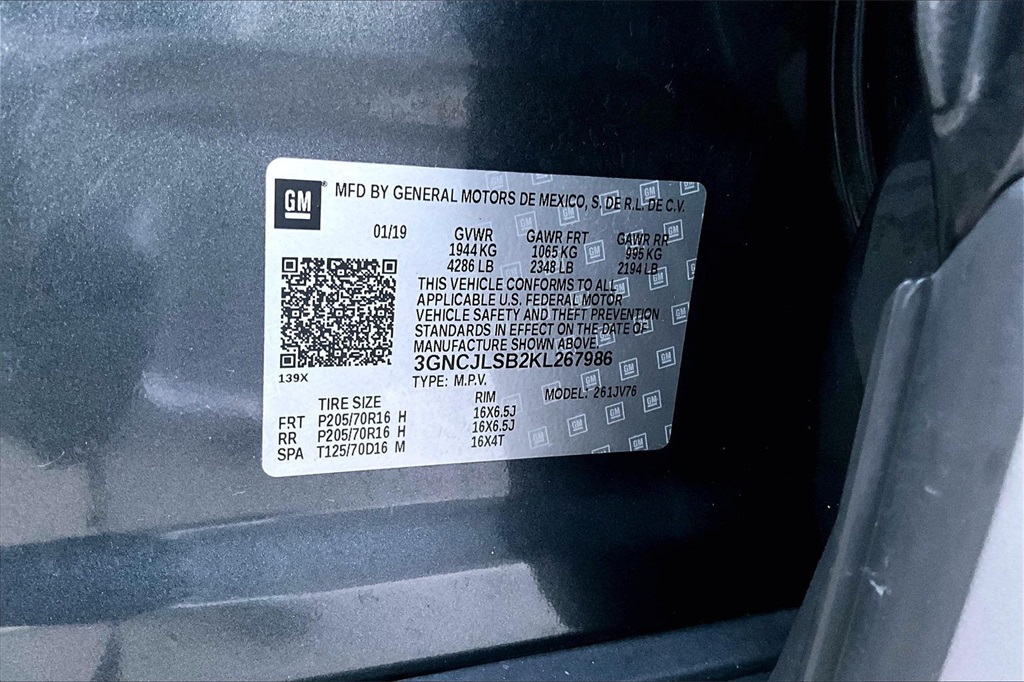 GM ® MFD BY GENERAL MOTORS DE MEXICO, S. DE R.L. DE C.V.
01/19 GVWR GAWR FRT GAWR RR
1944 KG 1065 KG 995 KG
4286 LB 2348 LB 2194 LB
THIS VEHICLE CONFORMS TO ALL
APPLICABLE U.S. FEDERAL MOTOR
VEHICLE SAFETY AND THEFT PREVENTION
STANDARDS IN EFFECT ON THE DATE OF
MANUFACTURE SHOWN ABOVE.
3GNCJLSB2KL267986
139X
TYPE: M.P.V. MODEL: 261JV76
TIRE SIZE RIM
FRT P205/70R16 H 16X6.5J
RR P205/70R16 H 16X6.5J
SPA T125/70D16 M 16X4T